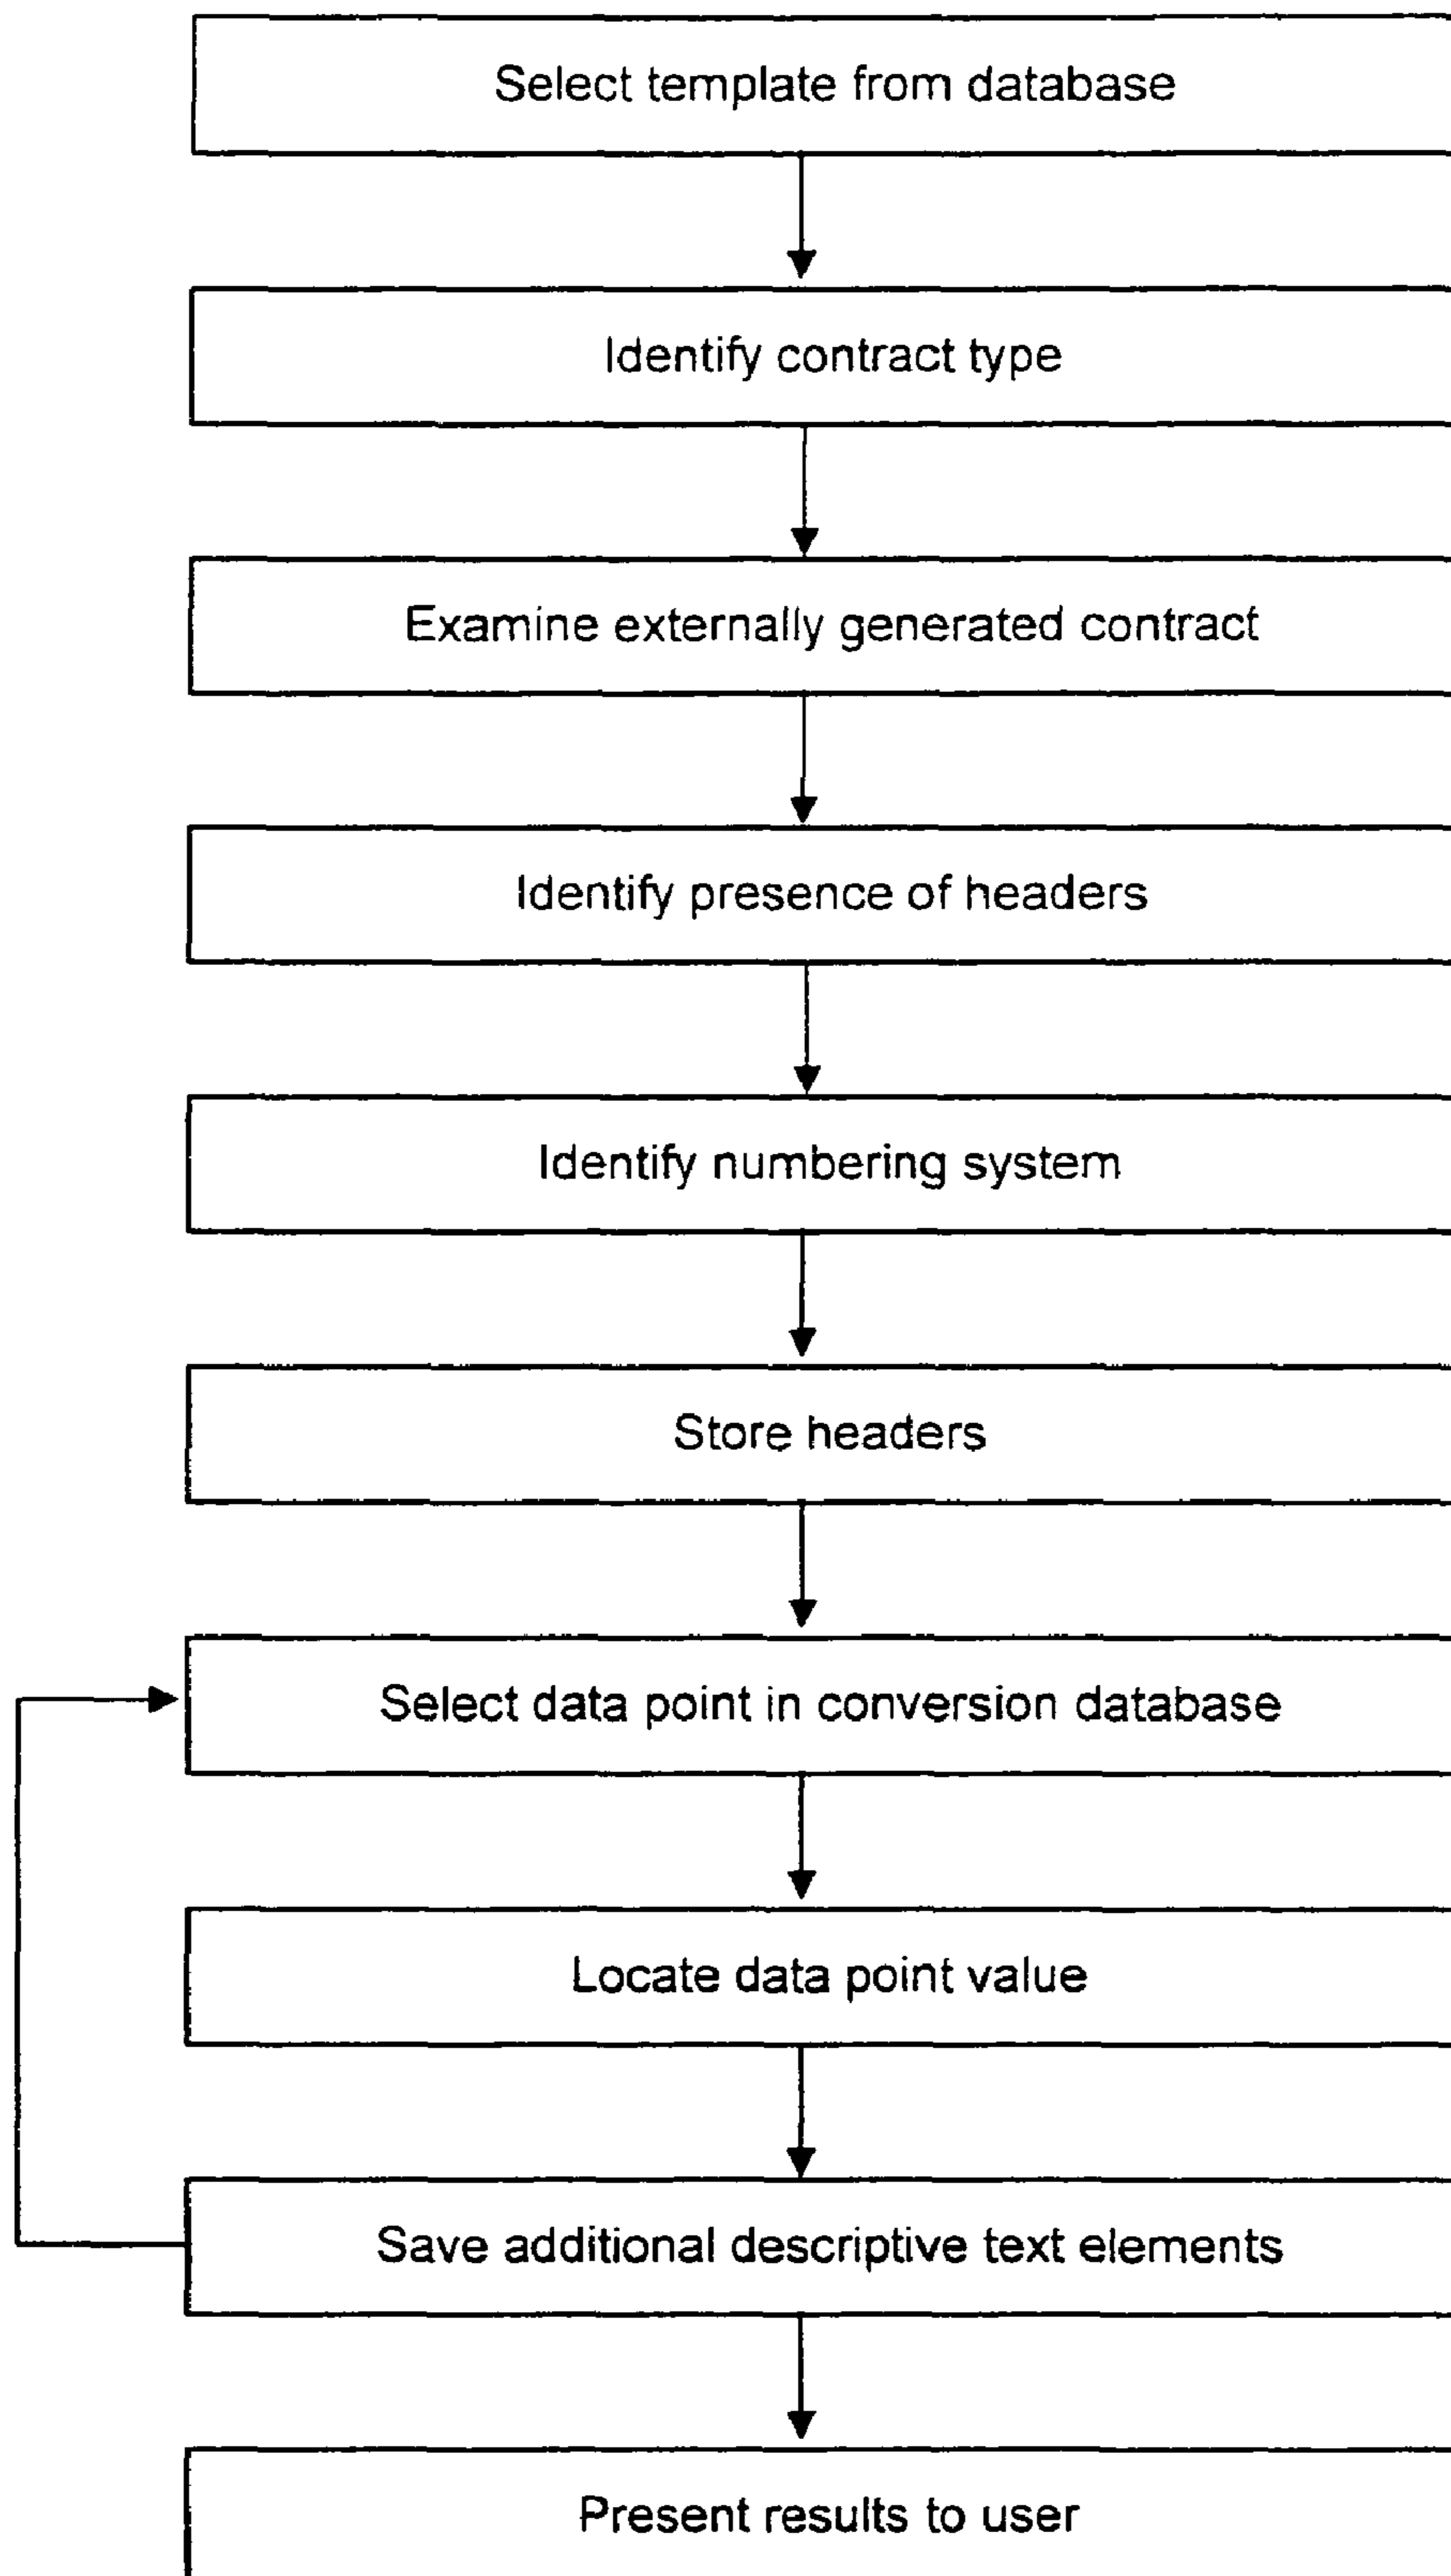 Select template from database
Identify contract type
Examine externally generated contract
Identify presence of headers
Identify numbering system
Store headers
Select data point in conversion database
Locate data point value
Save additional descriptive text elements
Present results to user